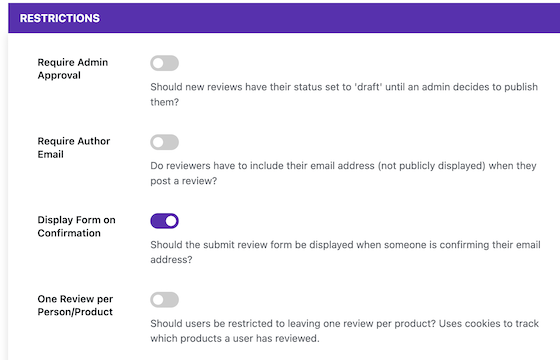 RESTRICTIONS
Require Admin
Approval
Should new reviews have their status set to 'draft' until an admin decides to publish
them?
Require Author
Email
Do reviewers have to include their email address (not publicly displayed) when they
post a review?
Display Form on
Confirmation
Should the submit review form be displayed when someone is confirming their email
address?
One Review per
Person/Product
Should users be restricted to leaving one review per product? Uses cookies to track
which products a user has reviewed.